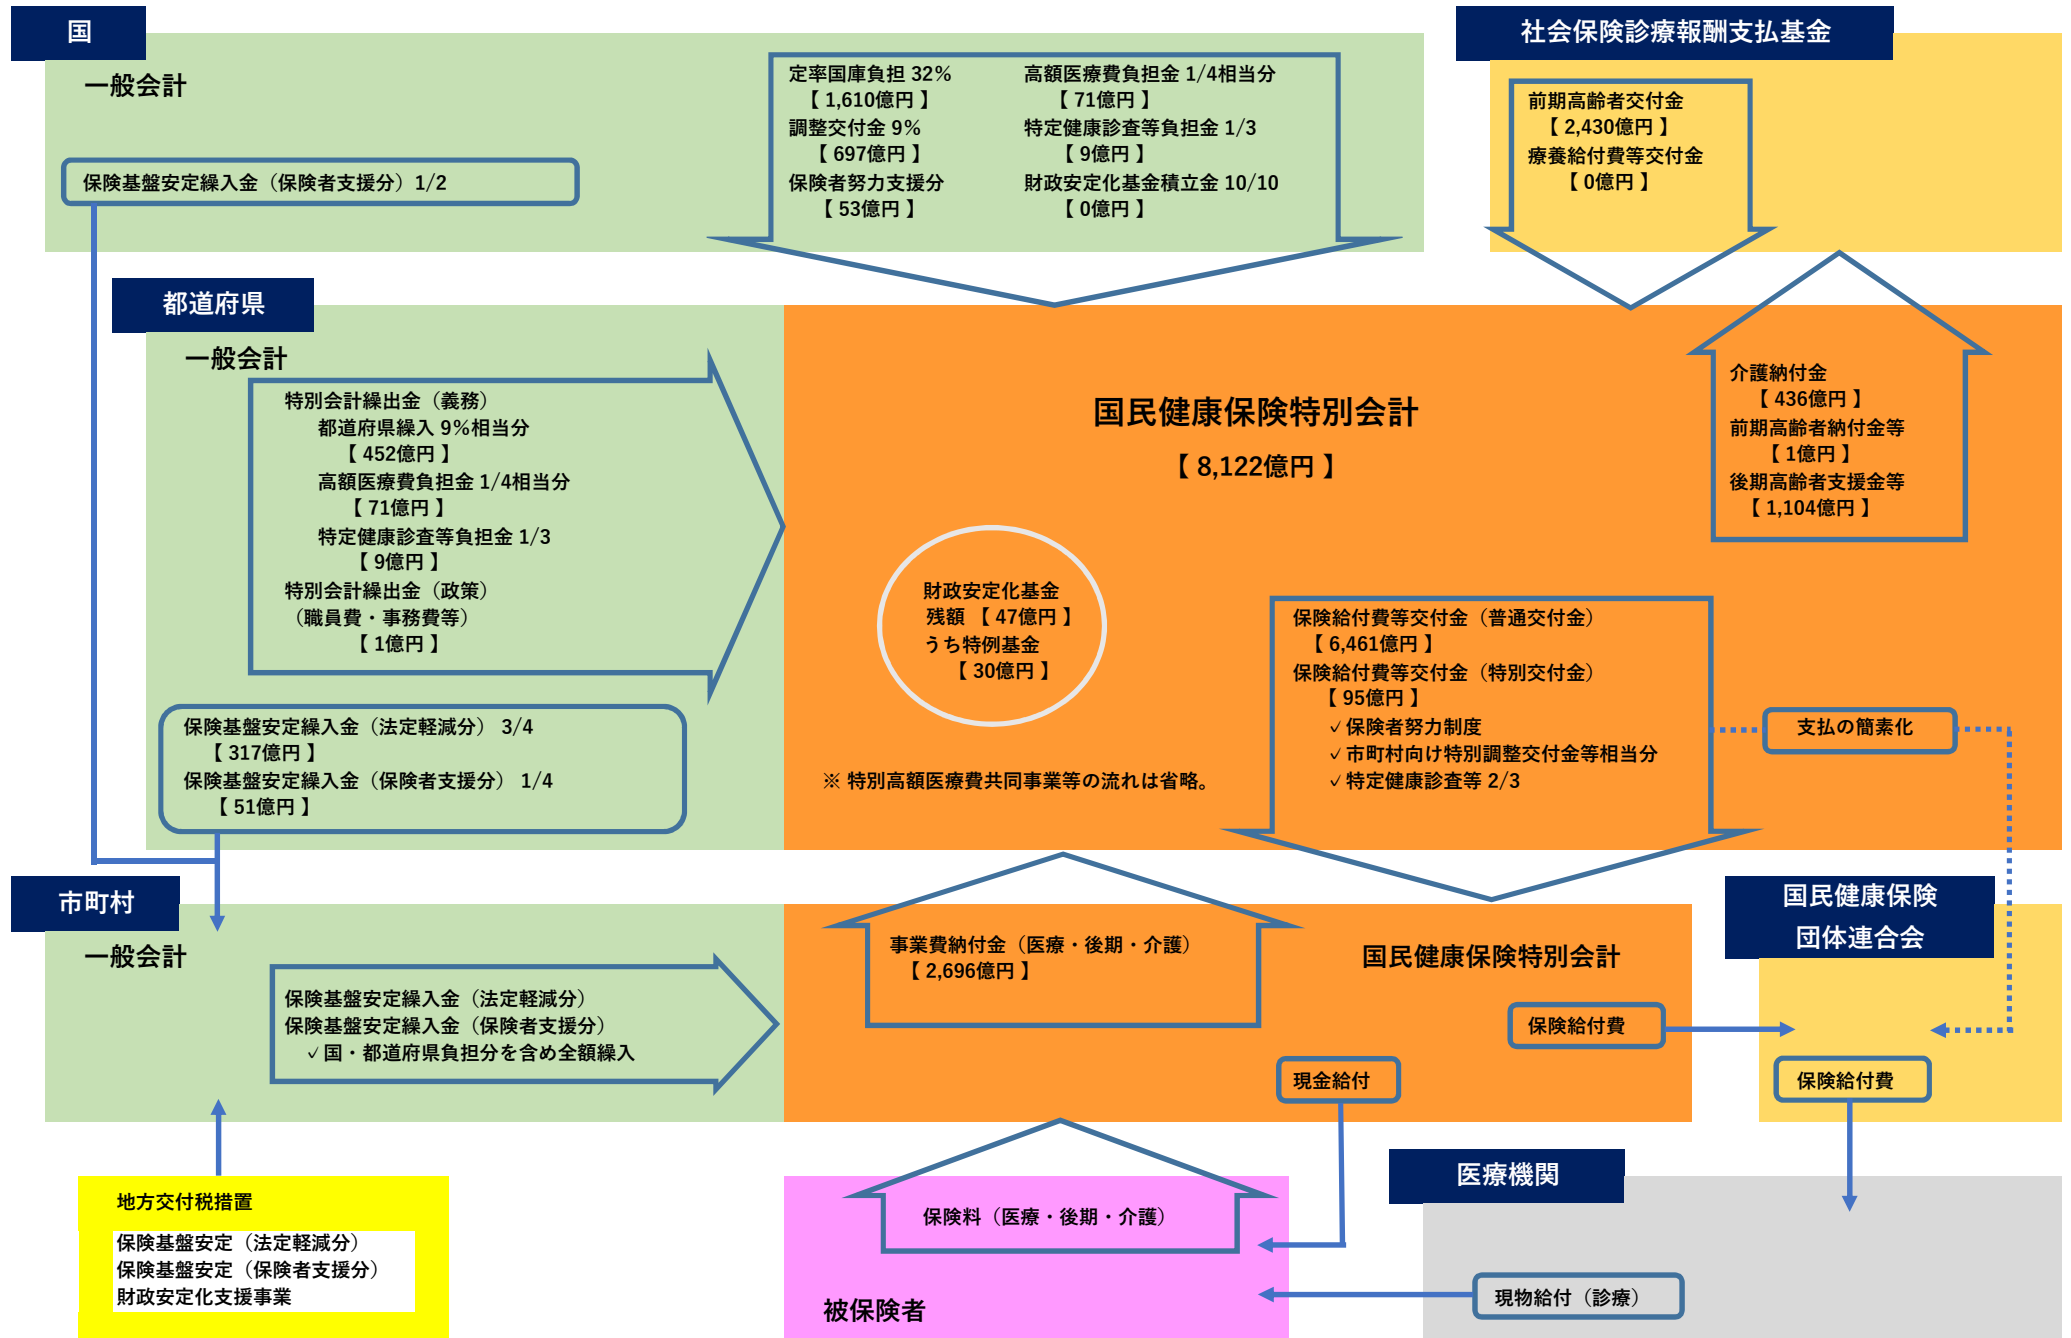 国
一般会計
保険基盤安定繰入金（保険者支援分）1/2
定率国庫負担 32%
【 1,610億円 】
調整交付金 9%
【 697億円 】
保険者努力支援分
【 53億円 】
高額医療費負担金 1/4相当分
【 71億円 】
特定健康診査等負担金 1/3
【 9億円 】
財政安定化基金積立金 10/10
【 0億円 】
社会保険診療報酬支払基金
前期高齢者交付金
【 2,430億円 】
療養給付費等交付金
【 0億円 】
都道府県
一般会計
特別会計繰出金（義務）
都道府県繰入 9%相当分
【 452億円 】
高額医療費負担金 1/4相当分
【 71億円 】
特定健康診査等負担金 1/3
【 9億円 】
特別会計繰出金（政策）
（職員費・事務費等）
【 1億円 】
保険基盤安定繰入金（法定軽減分） 3/4
【 317億円 】
保険基盤安定繰入金（保険者支援分） 1/4
【 51億円 】
国民健康保険特別会計
【 8,122億円 】
財政安定化基金
残額 【 47億円 】
うち特例基金
【 30億円 】
※ 特別高額医療費共同事業等の流れは省略。
介護納付金
【 436億円 】
前期高齢者納付金等
【 1億円 】
後期高齢者支援金等
【 1,104億円 】
保険給付費等交付金（普通交付金）
【 6,461億円 】
保険給付費等交付金（特別交付金）
【 95億円 】
✓保険者努力制度
✓市町村向け特別調整交付金等相当分
✓特定健康診査等 2/3
支払の簡素化
市町村
一般会計
保険基盤安定繰入金（法定軽減分）
保険基盤安定繰入金（保険者支援分）
✓国・都道府県負担分を含め全額繰入
事業費納付金（医療・後期・介護）
【 2,696億円 】
国民健康保険特別会計
保険給付費
現金給付
国民健康保険
団体連合会
保険給付費
地方交付税措置
保険基盤安定（法定軽減分）
保険基盤安定（保険者支援分）
財政安定化支援事業
保険料（医療・後期・介護）
被保険者
医療機関
現物給付（診療）